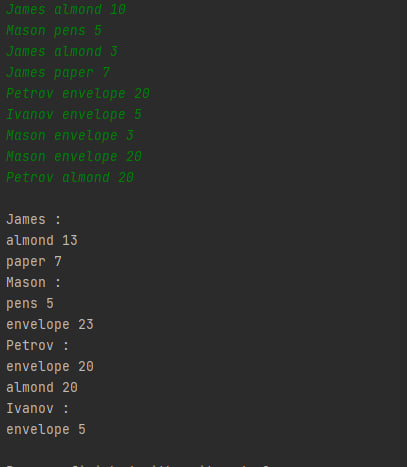 James almond 10
Mason pens 5
James almond 3
James paper 7
Petrov envelope 20
Ivanov envelope 5
Mason envelope 3
Mason envelope 20
Petrov almond 20
James :
almond 13
paper 7
Mason :
pens 5
envelope 23
Petrov :
envelope 20
almond 20
Ivanov :
envelope 5